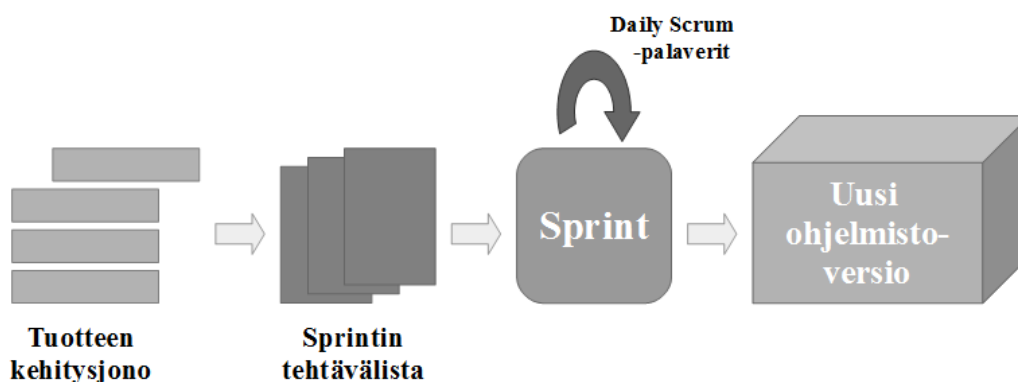 Daily Scrum
-palaverit
Sprint
Uusi
ohjelmisto-
versio
Tuotteen
kehitysjono
Sprintin
tehtävälista